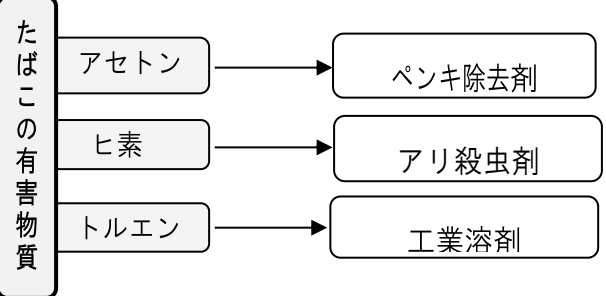 たばこの有害物質
アセトン
ペンキ除去剤
ヒ素
アリ殺虫剤
トルエン
工業溶剤